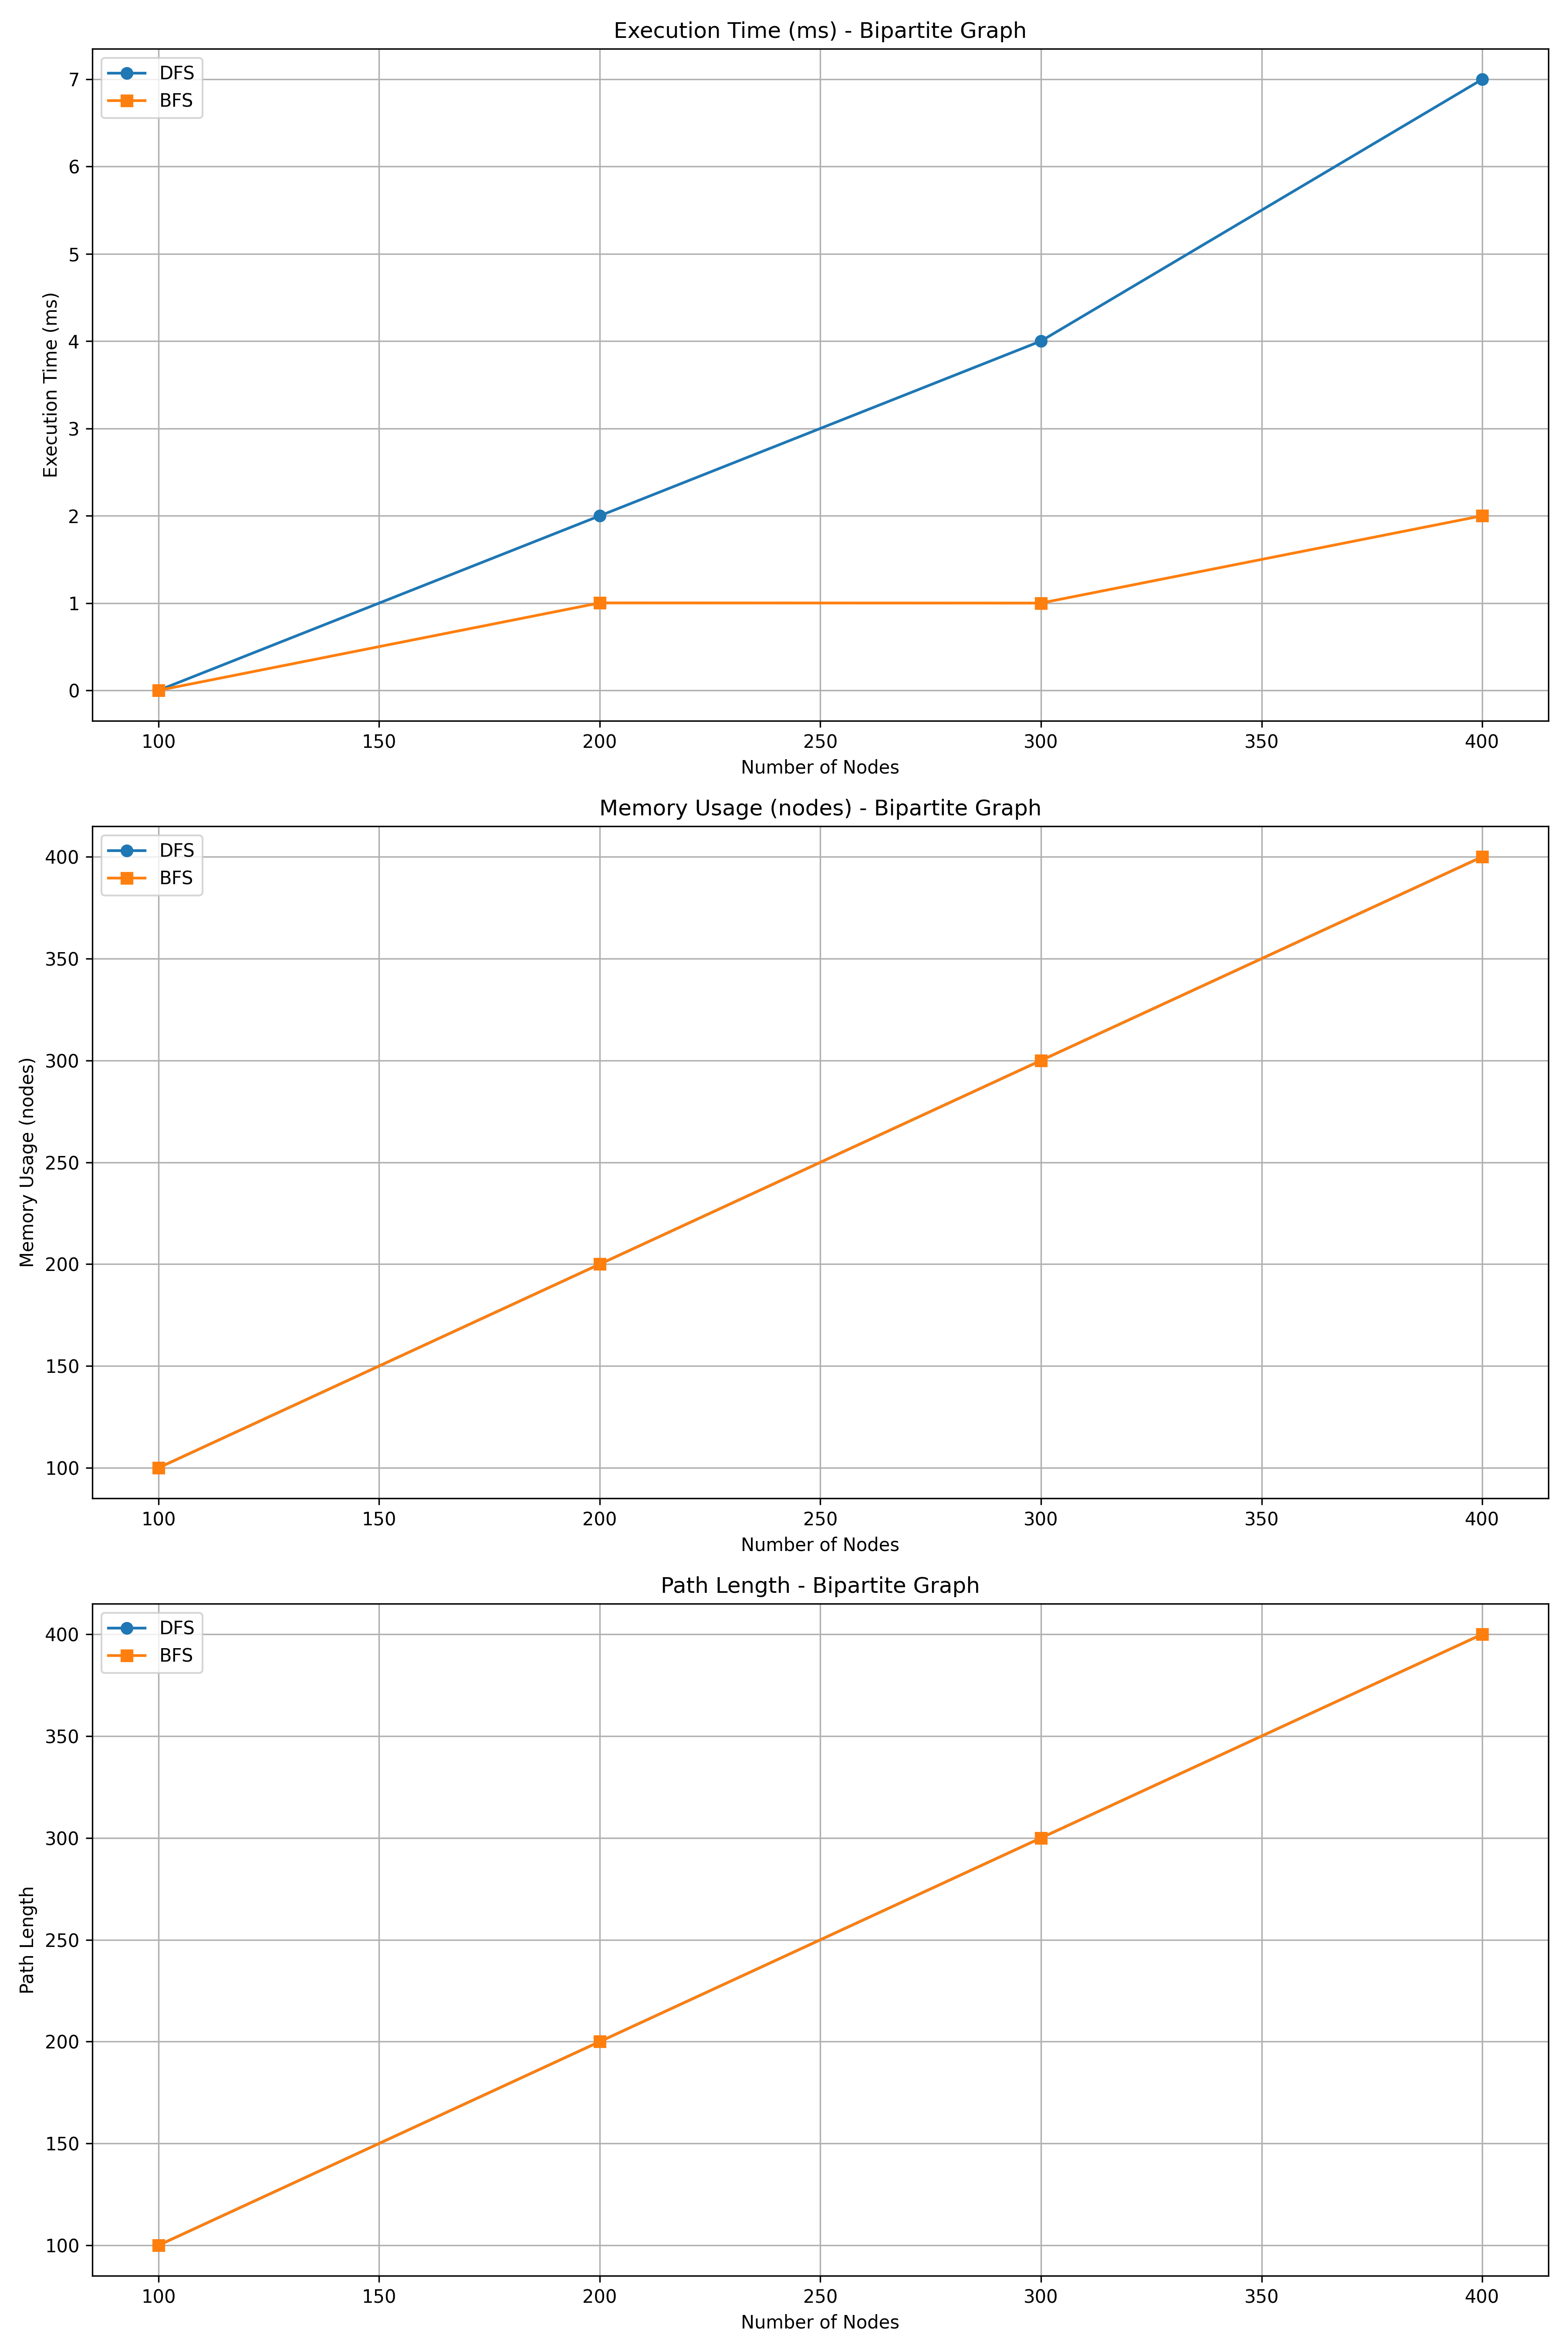 Execution Time (ms) - Bipartite Graph
DFS
BFS
Execution Time (ms)
7
6
5
4
3
2
1
0
100 150 200 250 300 350 400
Number of Nodes
Memory Usage (nodes) - Bipartite Graph
DFS
BFS
Memory Usage (nodes)
400
350
300
250
200
150
100
100 150 200 250 300 350 400
Number of Nodes
Path Length - Bipartite Graph
DFS
BFS
Path Length
400
350
300
250
200
150
100
100 150 200 250 300 350 400
Number of Nodes